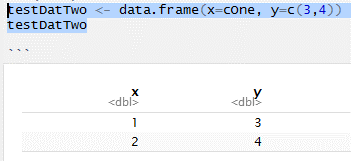 testDatTwo <- data.frame(x=cOne, y=c(3,4))
testDatTwo
```
x y
<dbl> <dbl>
1 3
2 4